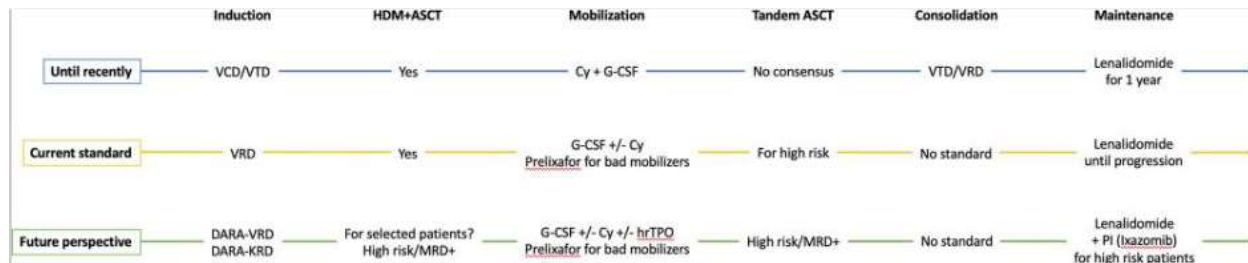 Induction HDM+ASCT Mobilization Tandem ASCT Consolidation Maintenance
Until recently VCD/VTD Yes Cy + G-CSF No consensus VTD/VRD Lenalidomide
for 1 year
Current standard VRD Yes G-CSF +/- Cy
Prelixafor for bad mobilizers For high risk No standard Lenalidomide
until progression
Future perspective DARA-VRD
DARA-KRD For selected patients?
High risk/MRD+ G-CSF +/- Cy +/- hrTPO
Prelixafor for bad mobilizers High risk/MRD+ No standard Lenalidomide
+ PI (Ixazomib)
for high risk patients